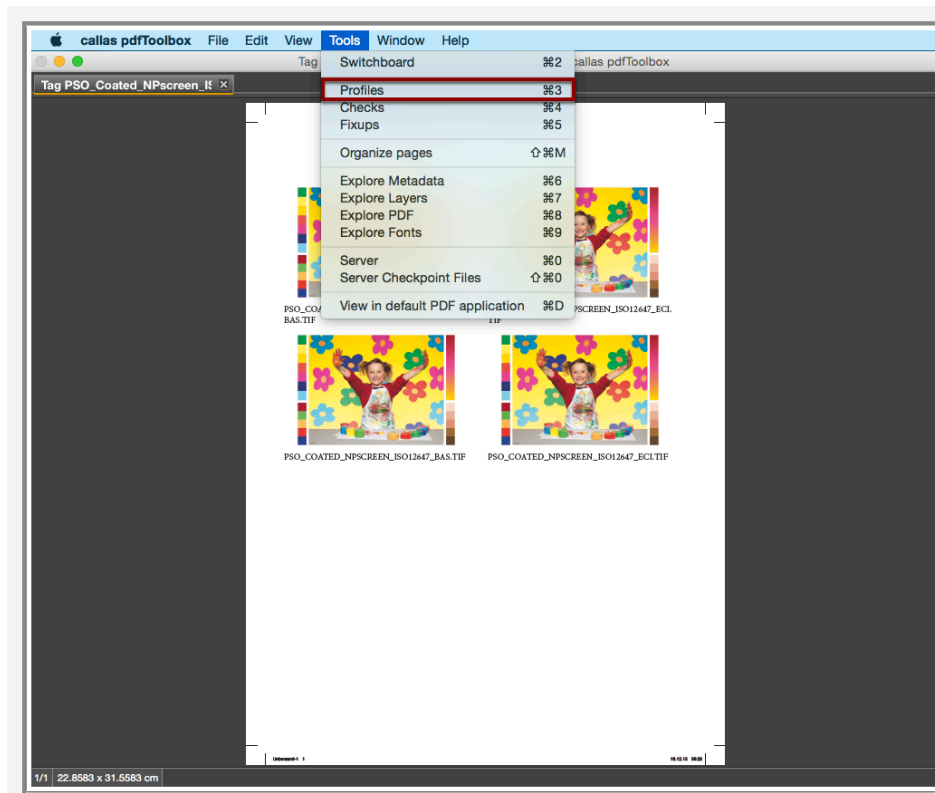 callas pdfToolbox File Edit View Tools Window Help
Tag callas pdfToolbox
Tag PSO_Coated_NPscreen_IS
Switchboard ⌘2
Profiles ⌘3
Checks ⌘4
Fixups ⌘5
Organize pages ⇧⌘M
Explore Metadata ⌘6
Explore Layers ⌘7
Explore PDF ⌘8
Explore Fonts ⌘9
Server ⌘0
Server Checkpoint Files ⇧⌘0
View in default PDF application ⌘D
PSO_COA PSCREEN_ISO12647_ECI.
BAS.TIF TIF
PSO_COATED_NPSCREEN_ISO12647_BAS.TIF PSO_COATED_NPSCREEN_ISO12647_ECI.TIF
1/1 22.8583 x 31.5583 cm